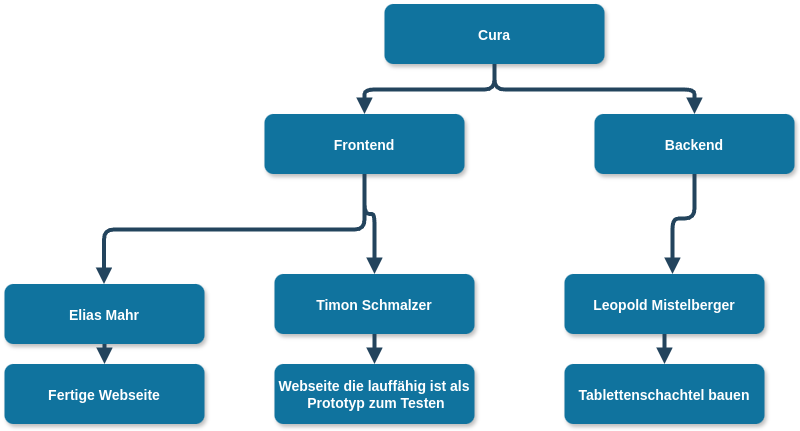 Cura
Frontend
Backend
Elias Mahr
Timon Schmalzer
Leopold Mistelberger
Fertige Webseite
Webseite die lauffähig ist als
Prototyp zum Testen
Tablettenschachtel bauen